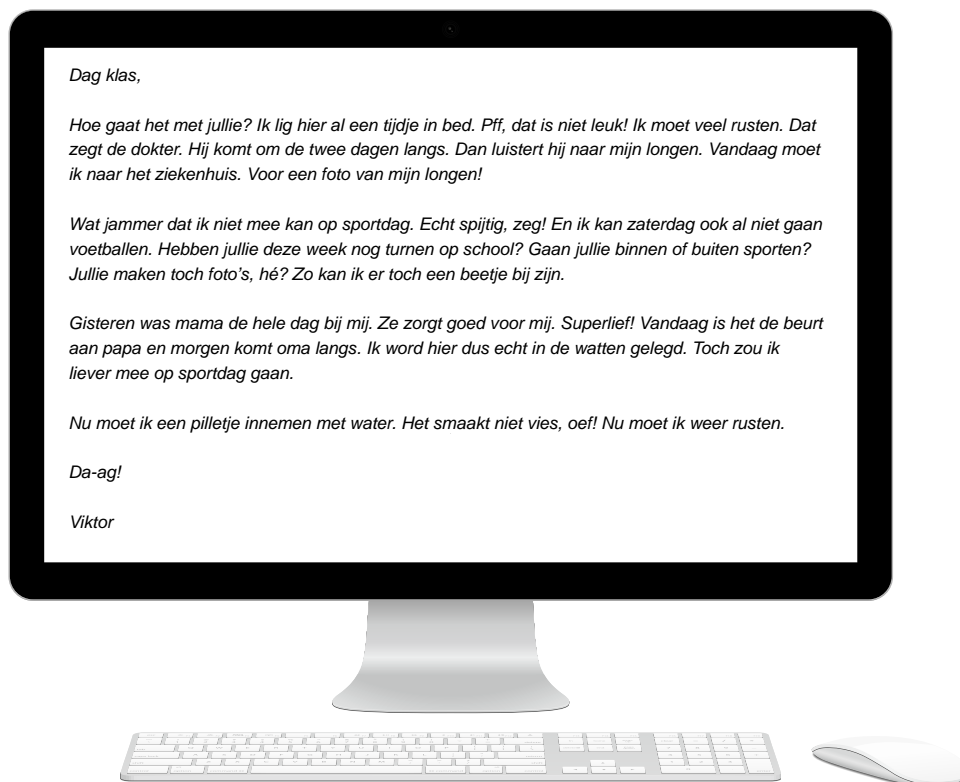 Dag klas,
Hoe gaat het met jullie? Ik lig hier al een tijdje in bed. Pff, dat is niet leuk! Ik moet veel rusten. Dat
zegt de dokter. Hij komt om de twee dagen langs. Dan luistert hij naar mijn longen. Vandaag moet
ik naar het ziekenhuis. Voor een foto van mijn longen!
Wat jammer dat ik niet mee kan op sportdag. Echt spijtig, zeg! En ik kan zaterdag ook al niet gaan
voetballen. Hebben jullie deze week nog turnen op school? Gaan jullie binnen of buiten sporten?
Jullie maken toch foto's, hé? Zo kan ik er toch een beetje bij zijn.
Gisteren was mama de hele dag bij mij. Ze zorgt goed voor mij. Superlief! Vandaag is het de beurt
aan papa en morgen komt oma langs. Ik word hier dus echt in de watten gelegd. Toch zou ik
liever mee op sportdag gaan.
Nu moet ik een pilletje innemen met water. Het smaakt niet vies, oef! Nu moet ik weer rusten.
Da-ag!
Viktor